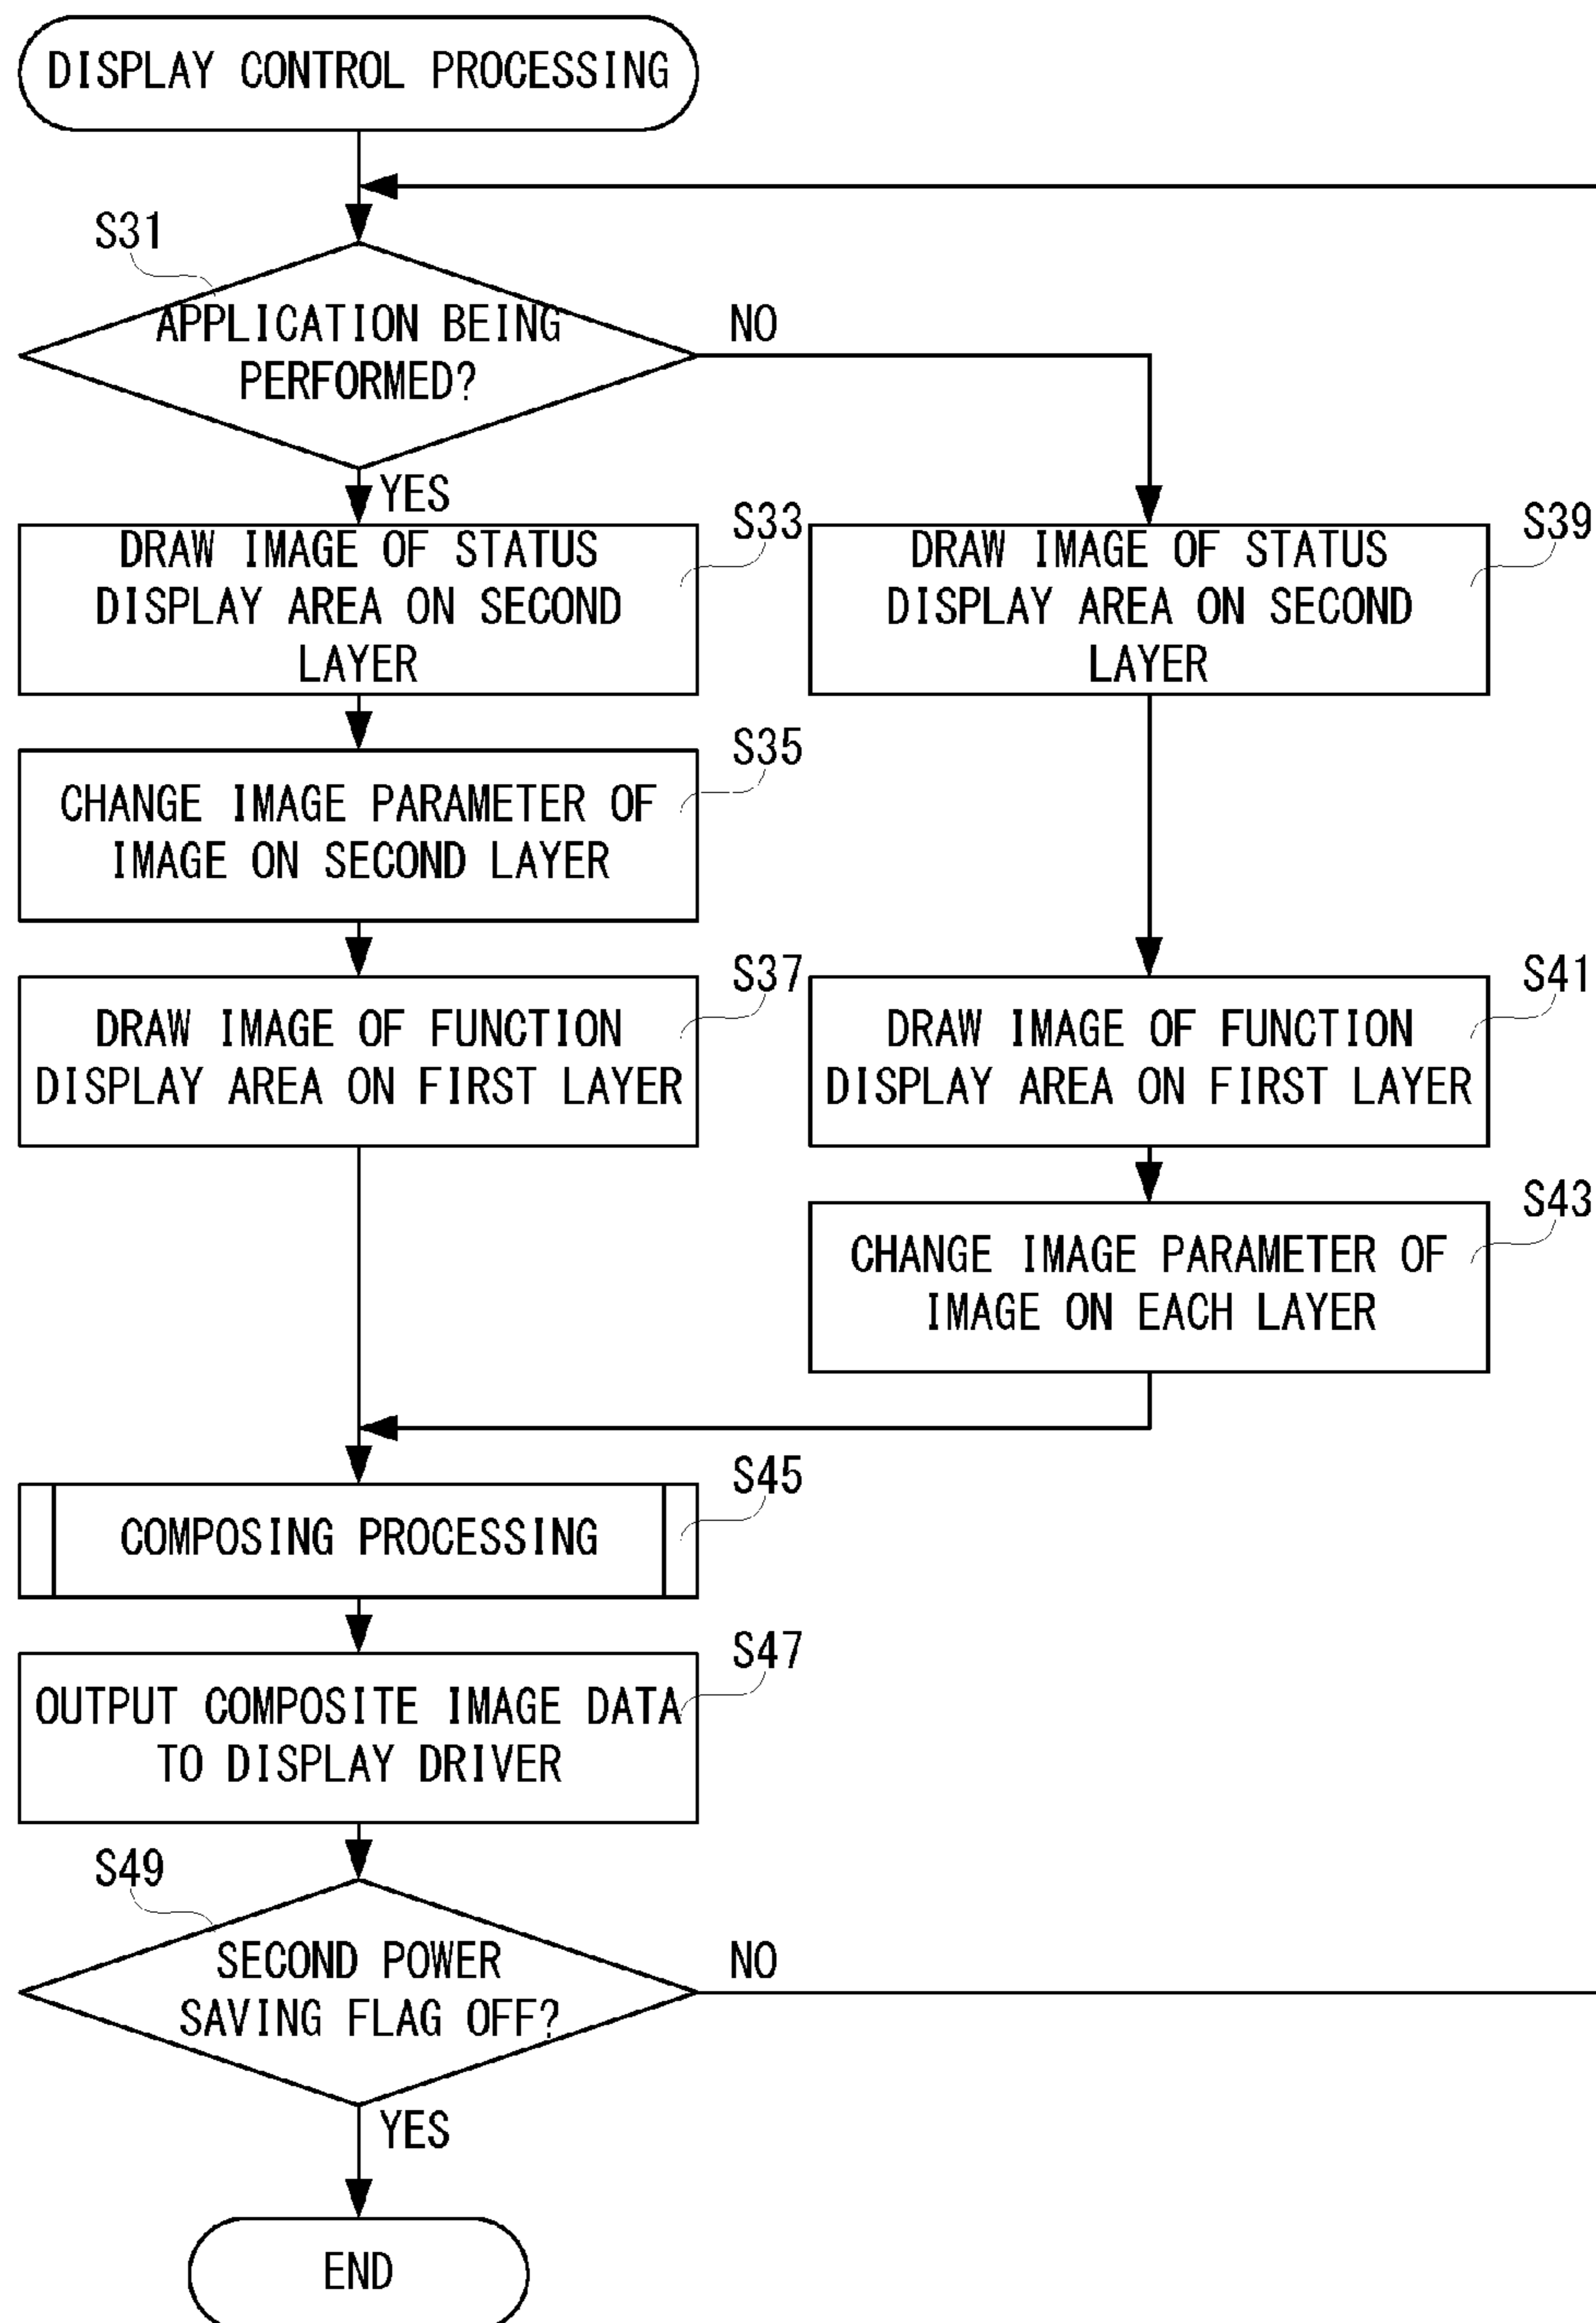 DISPLAY CONTROL PROCESSING
S31
APPLICATION BEING
PERFORMED?
NO
YES
S33
DRAW IMAGE OF STATUS
DISPLAY AREA ON SECOND
LAYER
S39
DRAW IMAGE OF STATUS
DISPLAY AREA ON SECOND
LAYER
S35
CHANGE IMAGE PARAMETER OF
IMAGE ON SECOND LAYER
S37
DRAW IMAGE OF FUNCTION
DISPLAY AREA ON FIRST LAYER
S41
DRAW IMAGE OF FUNCTION
DISPLAY AREA ON FIRST LAYER
S43
CHANGE IMAGE PARAMETER OF
IMAGE ON EACH LAYER
S45
COMPOSING PROCESSING
S47
OUTPUT COMPOSITE IMAGE DATA
TO DISPLAY DRIVER
S49
SECOND POWER
SAVING FLAG OFF?
NO
YES
END